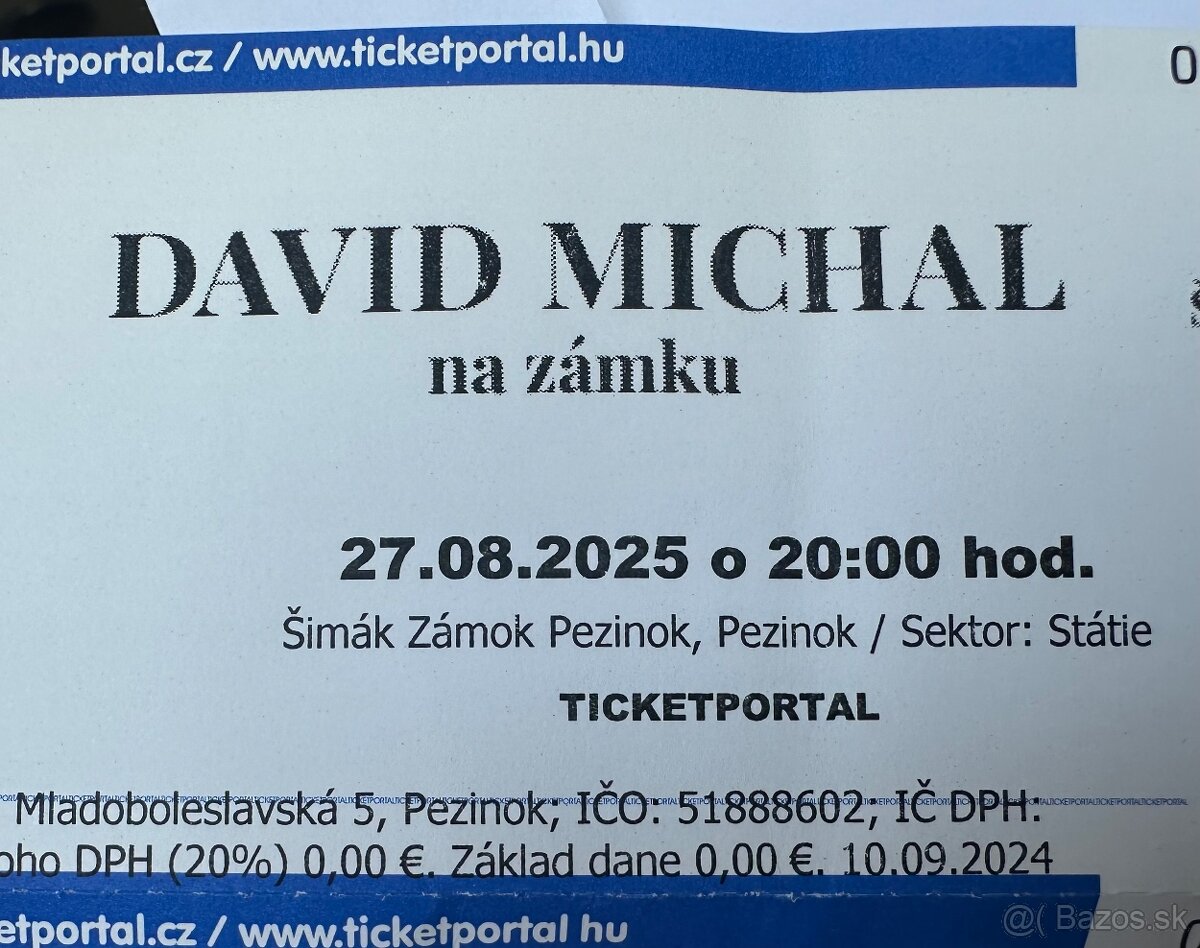 ketportal.cz / www.ticketportal.hu
0
DAVID MICHAL
na zámku
27.08.2025 o 20:00 hod.
Šimák Zámok Pezinok, Pezinok / Sektor: Státie
TICKETPORTAL
Mladoboleslavská 5, Pezinok, IČO: 51888602, IČ DPH:
oho DPH (20%) 0,00 €. Základ dane 0,00 €. 10.09.2024
etportal.cz / www.ticketportal hu
@( Bazos.sk